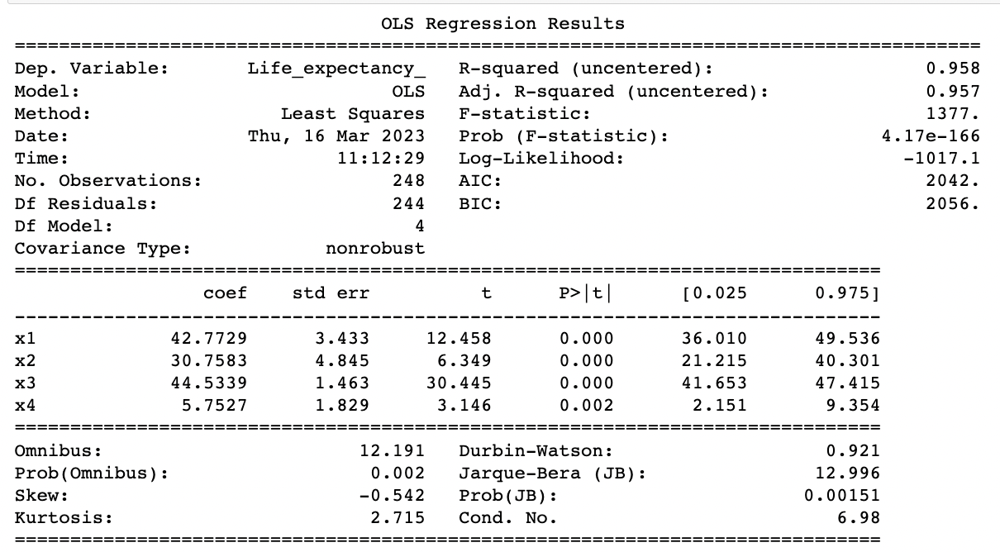 OLS Regression Results
=======================================================================================
Dep. Variable:       Life_expectancy_   R-squared (uncentered):                   0.958
Model:                            OLS   Adj. R-squared (uncentered):              0.957
Method:                 Least Squares   F-statistic:                              1377.
Date:                Thu, 16 Mar 2023   Prob (F-statistic):                   4.17e-166
Time:                        11:12:29   Log-Likelihood:                         -1017.1
No. Observations:                 248   AIC:                                      2042.
Df Residuals:                     244   BIC:                                      2056.
Df Model:                           4
Covariance Type:            nonrobust
==============================================================================
                 coef    std err          t      P>|t|      [0.025      0.975]
------------------------------------------------------------------------------
x1            42.7729      3.433     12.458      0.000      36.010      49.536
x2            30.7583      4.845      6.349      0.000      21.215      40.301
x3            44.5339      1.463     30.445      0.000      41.653      47.415
x4             5.7527      1.829      3.146      0.002       2.151       9.354
==============================================================================
Omnibus:                       12.191   Durbin-Watson:                   0.921
Prob(Omnibus):                  0.002   Jarque-Bera (JB):               12.996
Skew:                          -0.542   Prob(JB):                      0.00151
Kurtosis:                       2.715   Cond. No.                         6.98
==============================================================================